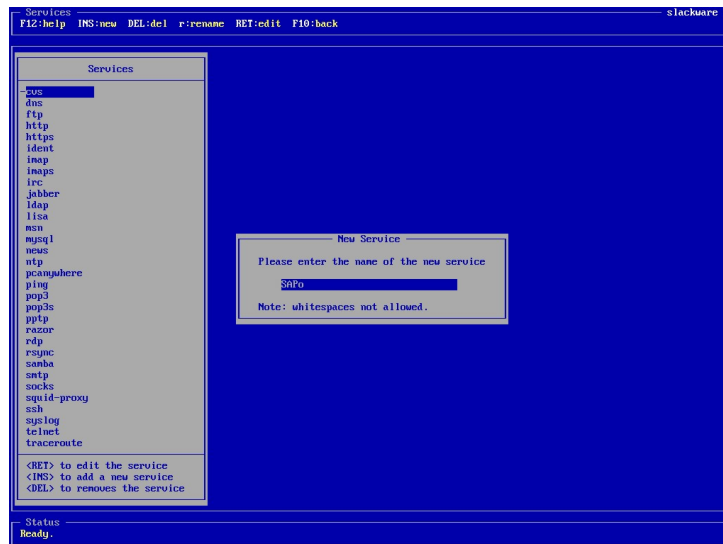 Services
slackware
F12:help INS:new DEL:del r:rename RET:edit F10:back
Services
cvs
dns
ftp
http
https
ident
imap
imaps
irc
jabber
ldap
lisa
msn
mysql
news
ntp
pcanywhere
ping
pop3
pop3s
pptp
razor
rdp
rsync
samba
smtp
socks
squid-proxy
ssh
syslog
telnet
traceroute
<RET> to edit the service
<INS> to add a new service
<DEL> to removes the service
New Service
Please enter the name of the new service
SAPo
Note: whitespaces not allowed.
Status
Ready.